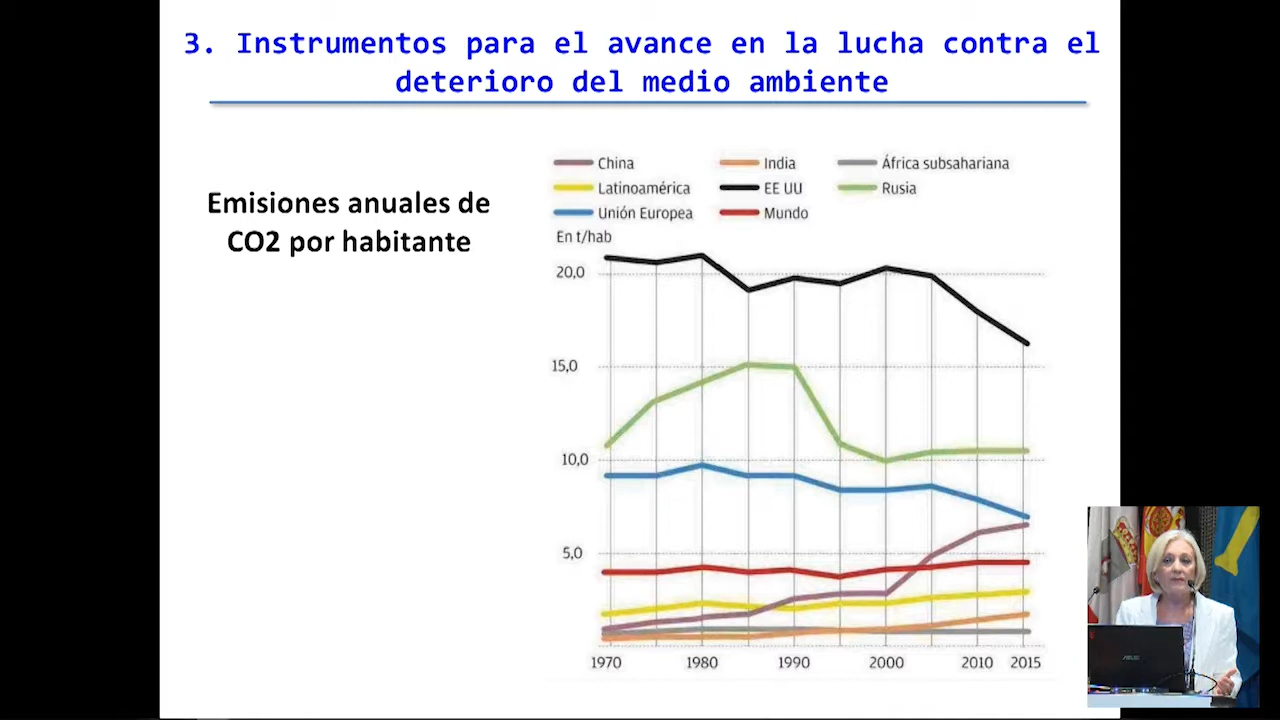 3. Instrumentos para el avance en la lucha contra el
deterioro del medio ambiente
Emisiones anuales de
CO2 por habitante
China
India
África subsahariana
Latinoamérica
EE UU
Rusia
Unión Europea
Mundo
En t/hab
20,0
15,0
10,0
5,0
1970
1980
1990
2000
2010
2015
ASUS